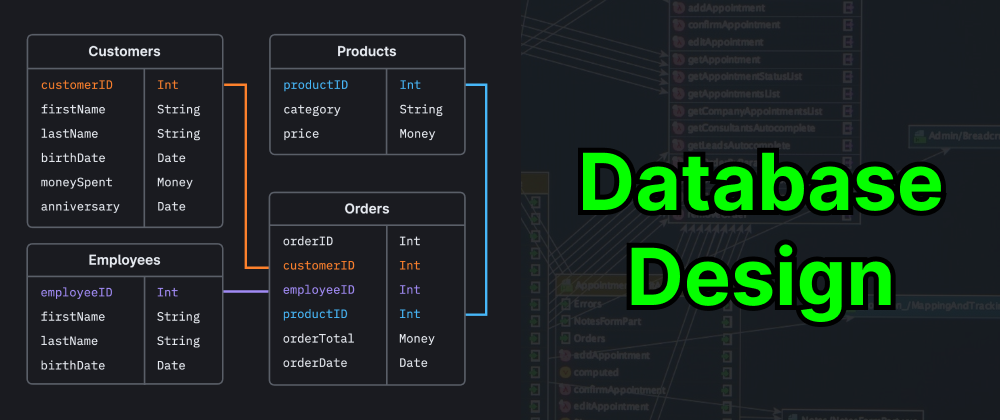 Customers
customerID Int
firstName String
lastName String
birthDate Date
moneySpent Money
anniversary Date
Employees
employeeID Int
firstName String
lastName String
birthDate Date
Products
productID Int
category String
price Money
Orders
orderID Int
customerID Int
employeeID Int
productID Int
orderTotal Money
orderDate Date
addAppointment
confirmAppointment
editAppointment
getAppointment
getAppointmentStatusList
getAppointmentsList
getCompanyAppointmentsList
getConsultantsAutocomplete
getLeadsAutocomplete
Database
Design
Errors
NotesFormPart
Orders
addAppointment
computed
confirmAppointment
editAppointment